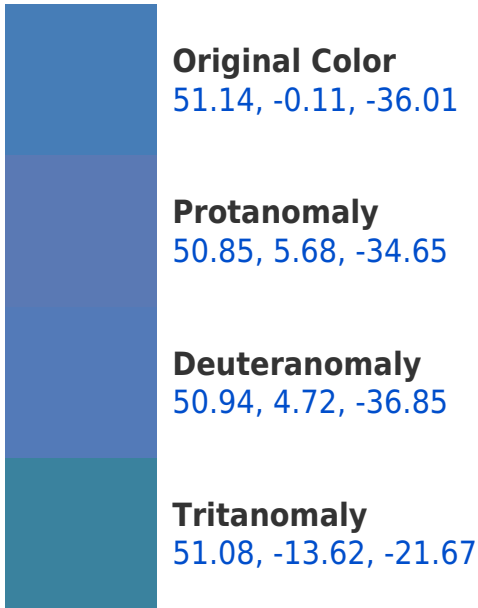 Original Color
51.14, -0.11, -36.01
Protanomaly
50.85, 5.68, -34.65
Deuteranomaly
50.94, 4.72, -36.85
Tritanomaly
51.08, -13.62, -21.67